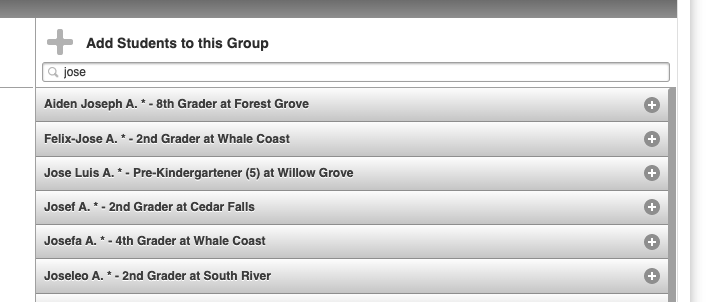 Add Students to this Group
jose
Aiden Joseph A. * - 8th Grader at Forest Grove
Felix-Jose A. * - 2nd Grader at Whale Coast
Jose Luis A. * - Pre-Kindergartener (5) at Willow Grove
Josef A. * - 2nd Grader at Cedar Falls
Josefa A. * - 4th Grader at Whale Coast
Joseleo A. * - 2nd Grader at South River